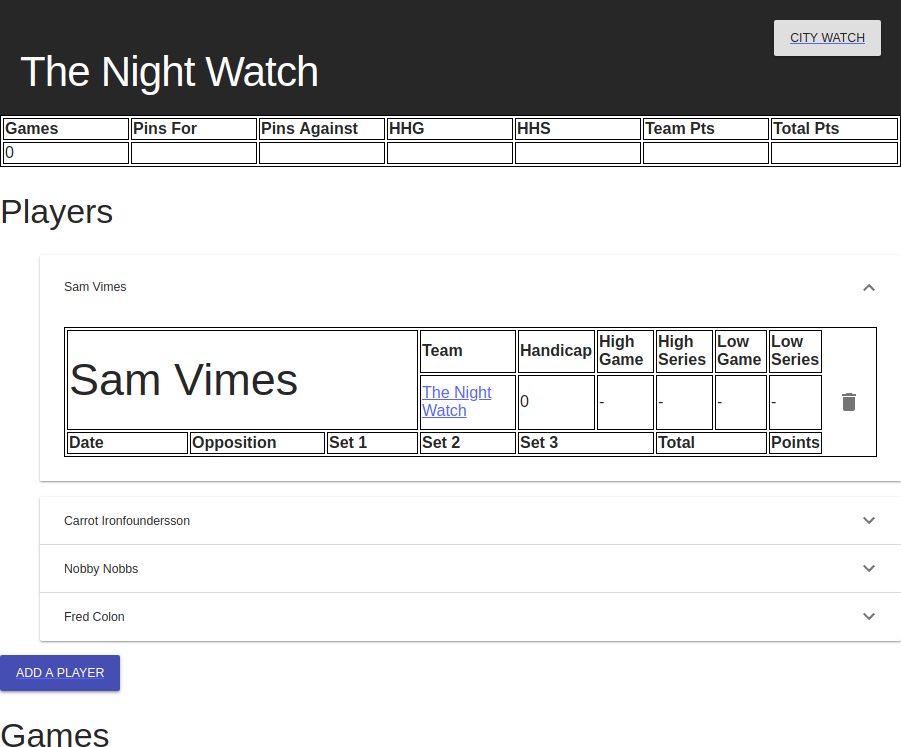 CITY WATCH
The Night Watch
Games Pins For Pins Against HHG HHS Team Pts Total Pts
0
Players
Sam Vimes
Sam Vimes
Team Handicap High Game High Series Low Game Low Series
The Night Watch 0 - - - -
Date Opposition Set 1 Set 2 Set 3 Total Points
Carrot Ironfoundersson
Nobby Nobbs
Fred Colon
ADD A PLAYER
Games